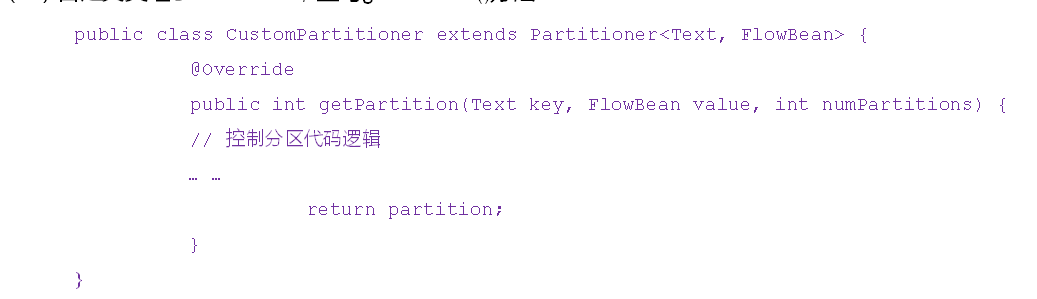 public class CustomPartitioner extends Partitioner<Text, FlowBean> {
@Override
public int getPartition(Text key, FlowBean value, int numPartitions) {
// 控制分区代码逻辑
… …
return partition;
}
}